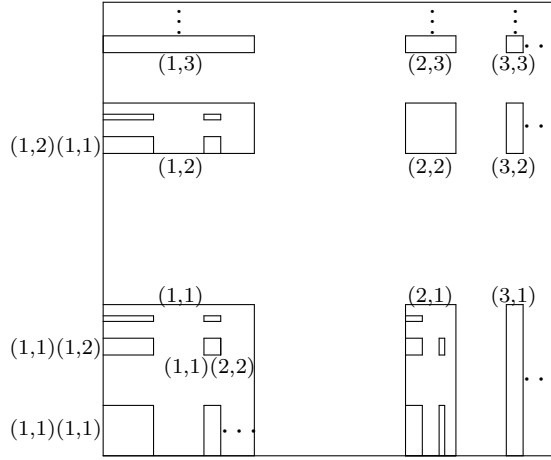 (1,3) (2,3) (3,3)
(1,2)(1,1)
(1,2) (2,2) (3,2)
(1,1) (2,1) (3,1)
(1,1)(1,2)
(1,1)(2,2)
(1,1)(1,1)